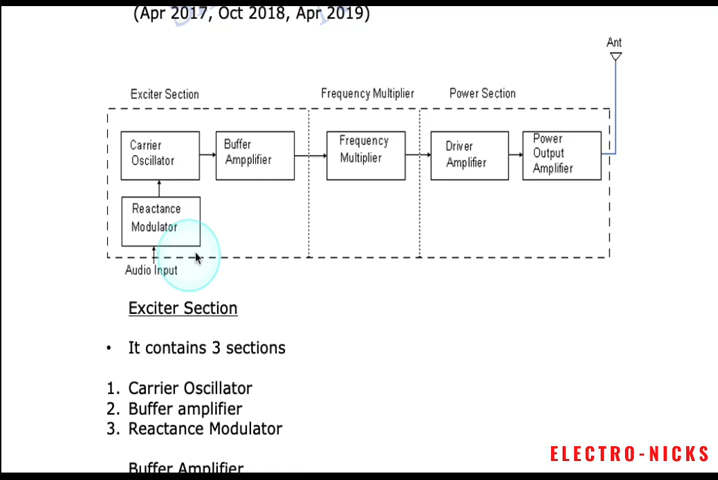 (Apr 2017, Oct 2018, Apr 2019)
Ant
Exciter Section
Frequency Multiplier
Power Section
Carrier
Oscillator
Buffer
Ampplifier
Frequency
Multiplier
Driver
Amplifier
Power
Output
Amplifier
Reactance
Modulator
Audio Input
Exciter Section
• It contains 3 sections
1. Carrier Oscillator
2. Buffer amplifier
3. Reactance Modulator
Buffer Amplifier
ELECTRO-NICKS